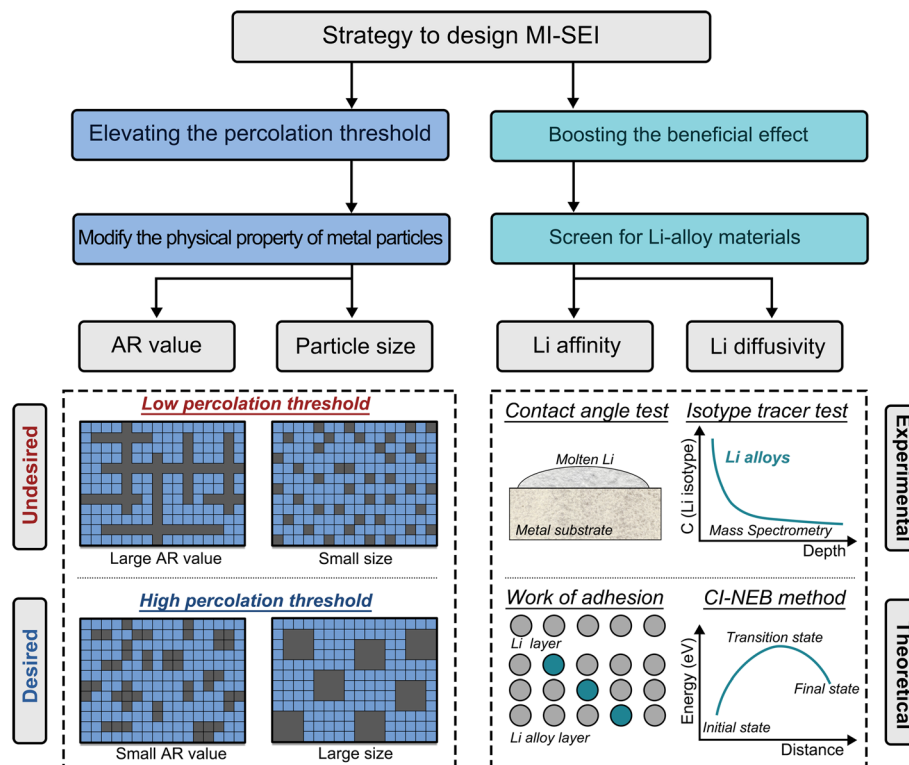 Strategy to design MI-SEI
Elevating the percolation threshold
Boosting the beneficial effect
Modify the physical property of metal particles
Screen for Li-alloy materials
AR value
Particle size
Li affinity
Li diffusivity
Undesired
Low percolation threshold
Large AR value
Small size
Contact angle test
Molten Li
Metal substrate
Isotype tracer test
C (Li isotype)
Li alloys
Mass Spectrometry
Depth
Experimental
Desired
High percolation threshold
Small AR value
Large size
Work of adhesion
Li layer
Li alloy layer
CI-NEB method
Energy (eV)
Transition state
Final state
Initial state
Distance
Theoretical